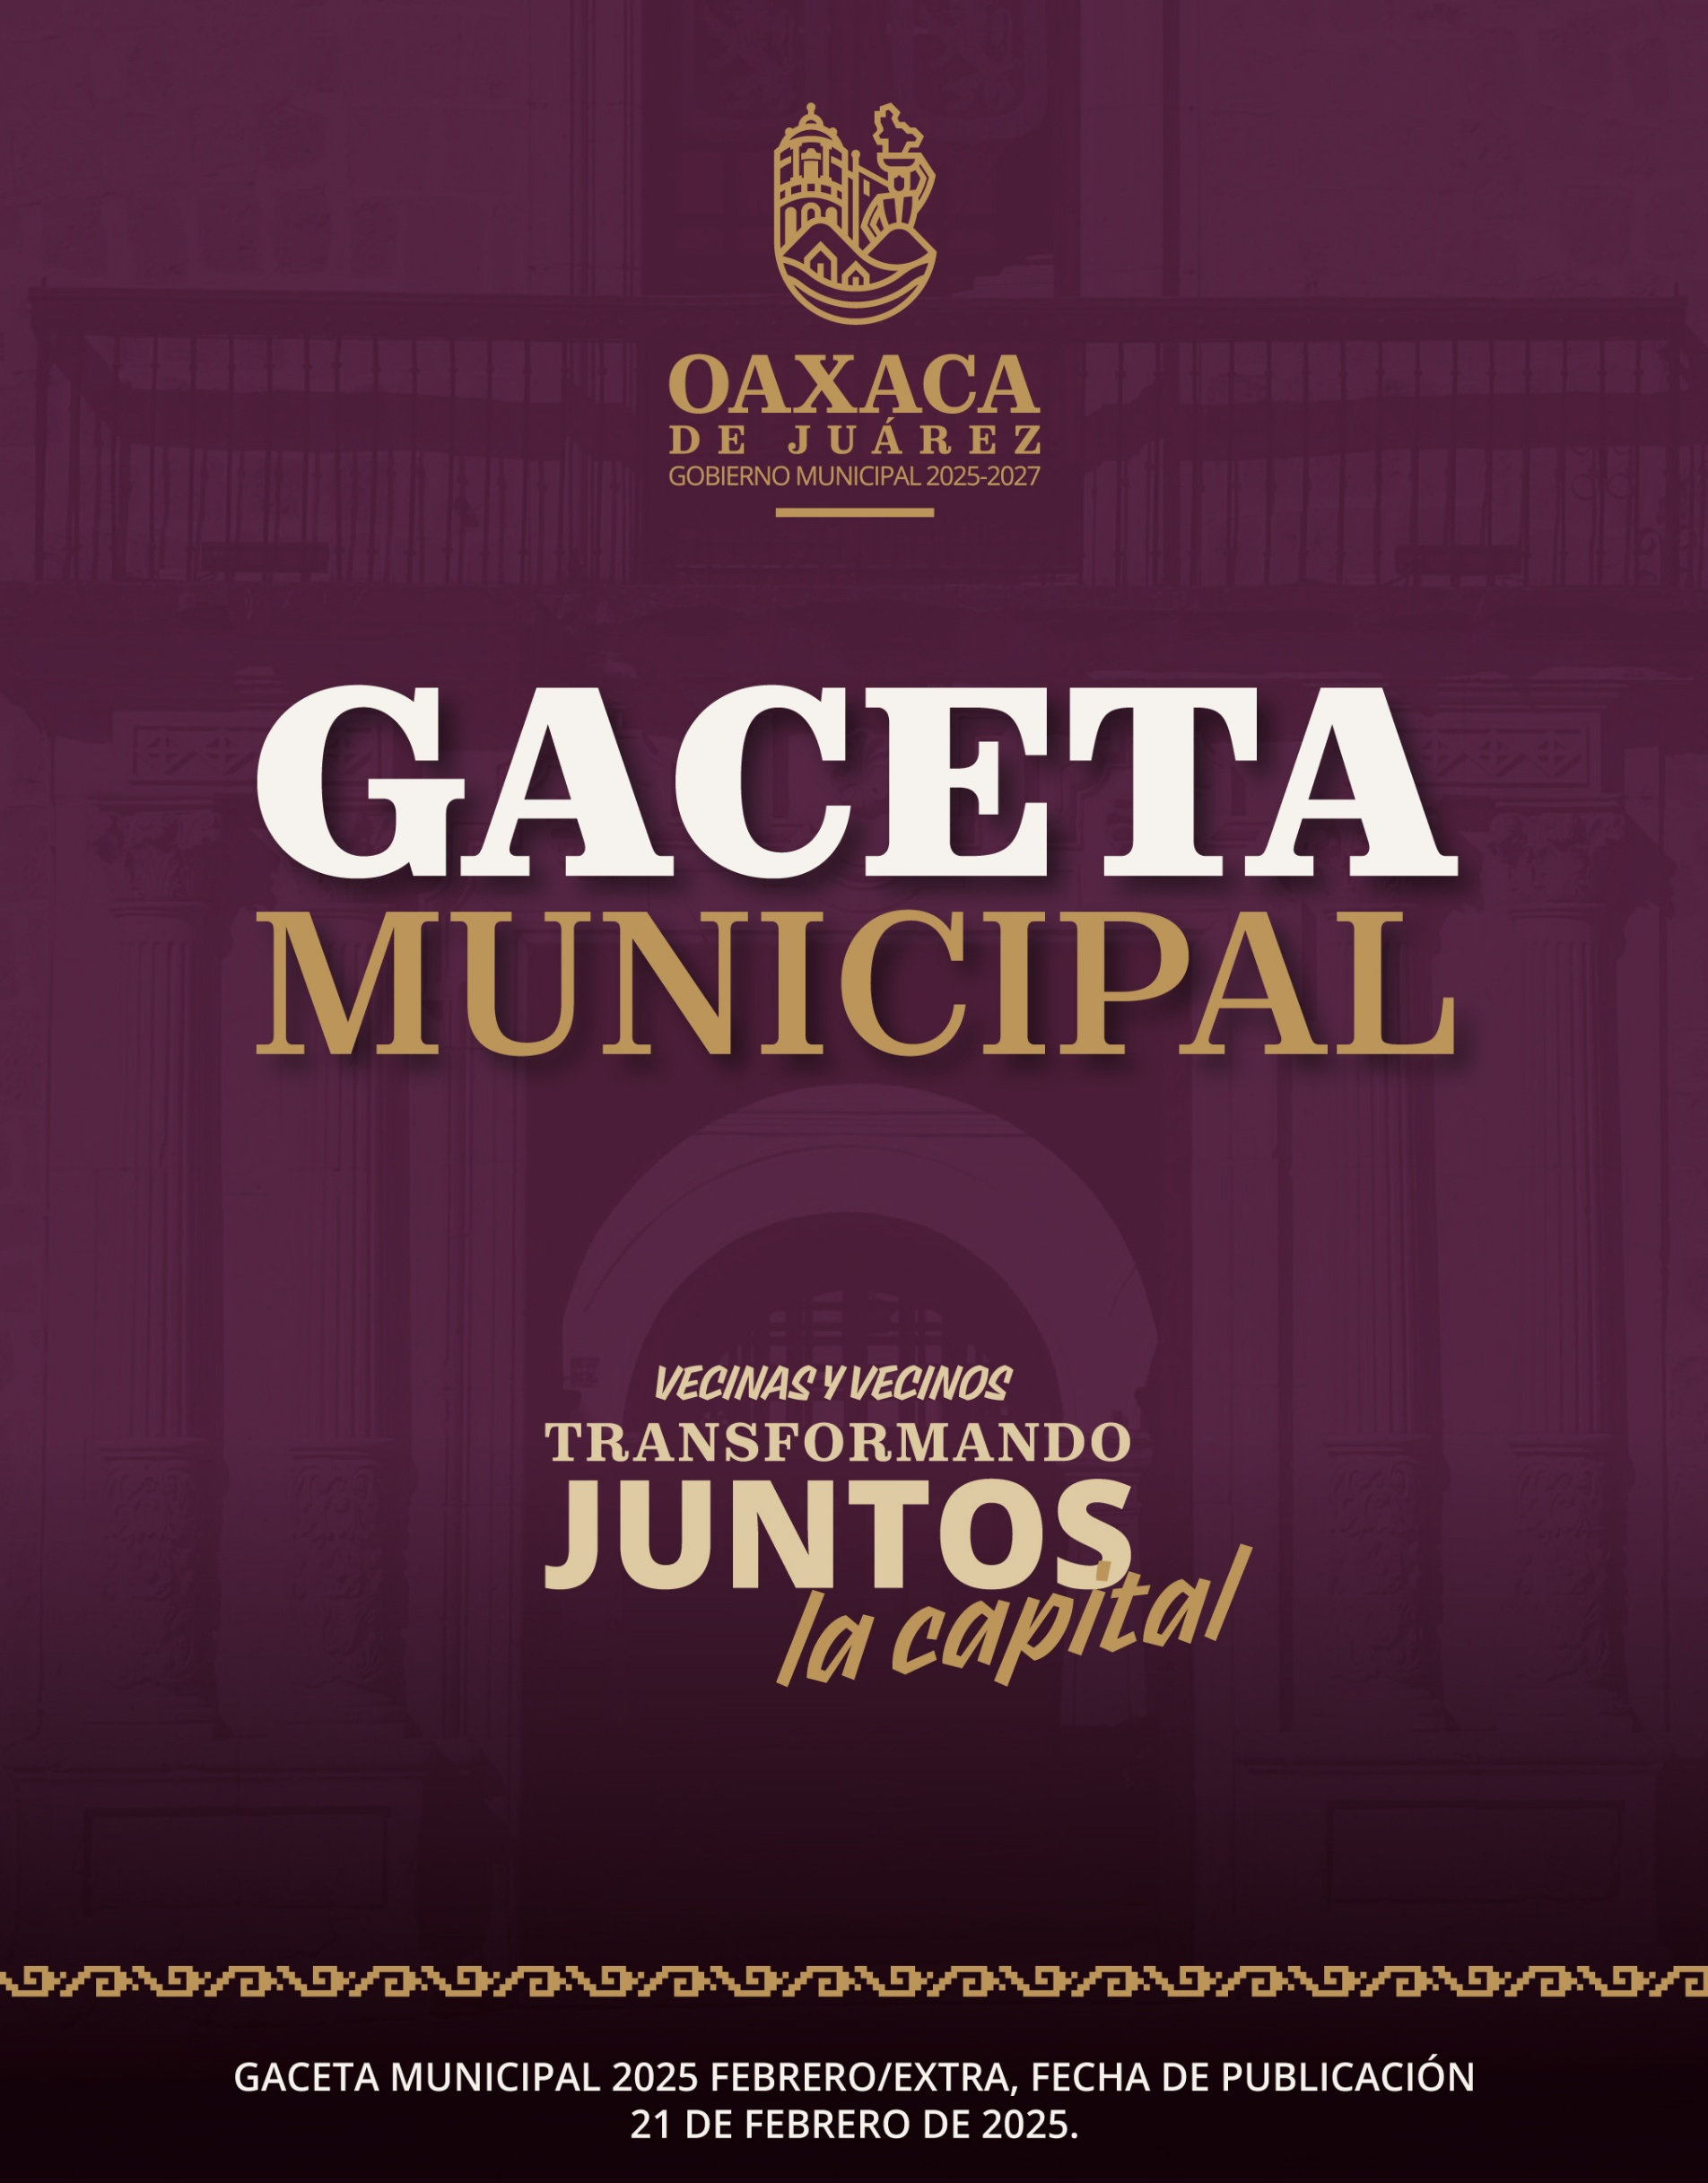 OAXACA
DE JUÁREZ
GOBIERNO MUNICIPAL 2025-2027
GACETA
MUNICIPAL
VECINAS Y VECINOS
TRANSFORMANDO
JUNTOS
la capital
GACETA MUNICIPAL 2025 FEBRERO/EXTRA, FECHA DE PUBLICACIÓN
21 DE FEBRERO DE 2025.